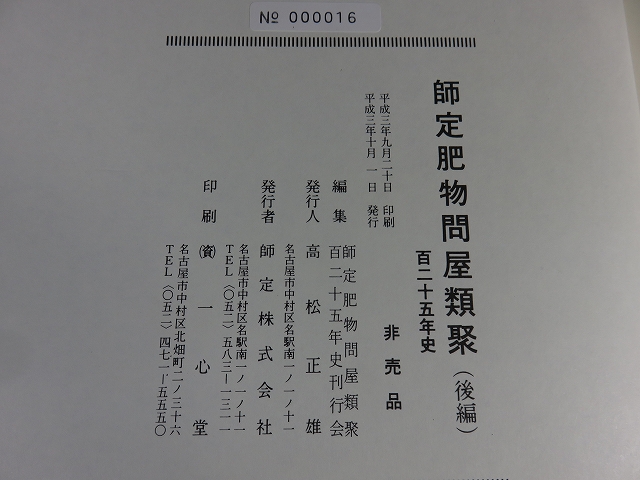 № 000016
師定肥物問屋類聚(後編)
百二十五年史
非売品
平成三年九月二十日 印刷
平成三年十月一日 発行
編集 師定肥物問屋類聚
百二十五年史刊行会
発行人 高松正雄
名古屋市中村区名駅南一ノ一ノ十一
発行者 師定株式会社
名古屋市中村区名駅南一ノ一ノ十一
TEL〈〇五二〉五八三ー一三一一
印刷 ㈾一心堂
名古屋市中村区北畑町二ノ三十六
TEL〈〇五二〉四七一ー五五五〇